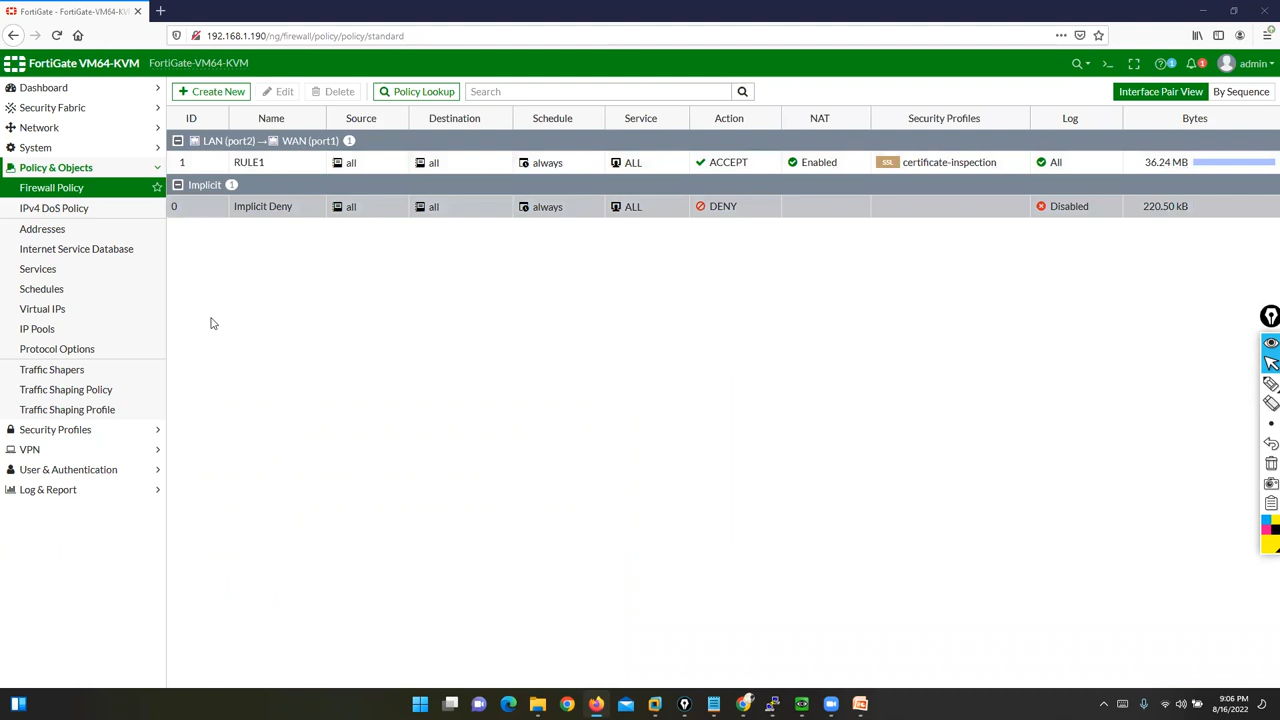 FortiGate - FortiGate-VM64-KVM
192.168.1.190/ng/firewall/policy/policy/standard
FortiGate VM64-KVM
FortiGate-VM64-KVM
1
1
admin
Dashboard
Security Fabric
Network
System
Policy & Objects
Firewall Policy
IPv4 DoS Policy
Addresses
Internet Service Database
Services
Schedules
Virtual IPs
IP Pools
Protocol Options
Traffic Shapers
Traffic Shaping Policy
Traffic Shaping Profile
Security Profiles
VPN
User & Authentication
Log & Report
Create New Edit Delete Policy Lookup Search Interface Pair View By Sequence
ID Name Source Destination Schedule Service Action NAT Security Profiles Log Bytes
LAN (port2) → WAN (port1) 1
1 RULE1 all all always ALL ACCEPT Enabled SSL certificate-inspection All 36.24 MB
Implicit 1
0 Implicit Deny all all always ALL DENY Disabled 220.50 kB
9:06 PM
8/16/2022